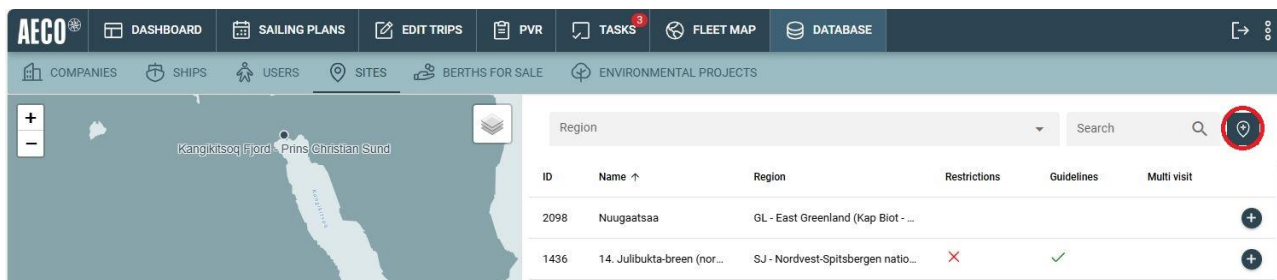 AECO® DASHBOARD SAILING PLANS EDIT TRIPS PVR TASKS 3 FLEET MAP DATABASE
COMPANIES SHIPS USERS SITES BERTHS FOR SALE ENVIRONMENTAL PROJECTS
+
−
Kangikitsoq Fjord - Prins Christian Sund
Kangikitsoq
Region Search
ID Name ↑ Region Restrictions Guidelines Multi visit
2098 Nuugaatsaa GL - East Greenland (Kap Biot - ...
1436 14. Julibukta-breen (nor... SJ - Nordvest-Spitsbergen natio...